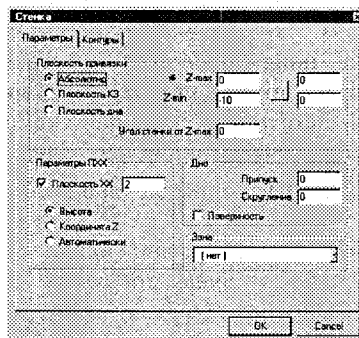 Стенка
Параметры Контуры
Плоскость привязки
Абсолютно Z-max 0 0
Плоскость КЗ Z-min -10 0
Плоскость дна
Угол стенки от Z-max 0
Параметры ПХХ Дно
Плоскость ХХ 2 Припуск 0
Скругление 0
Высота Поверхность
Координата Z Зона
Автоматически (нет)
OK Cancel